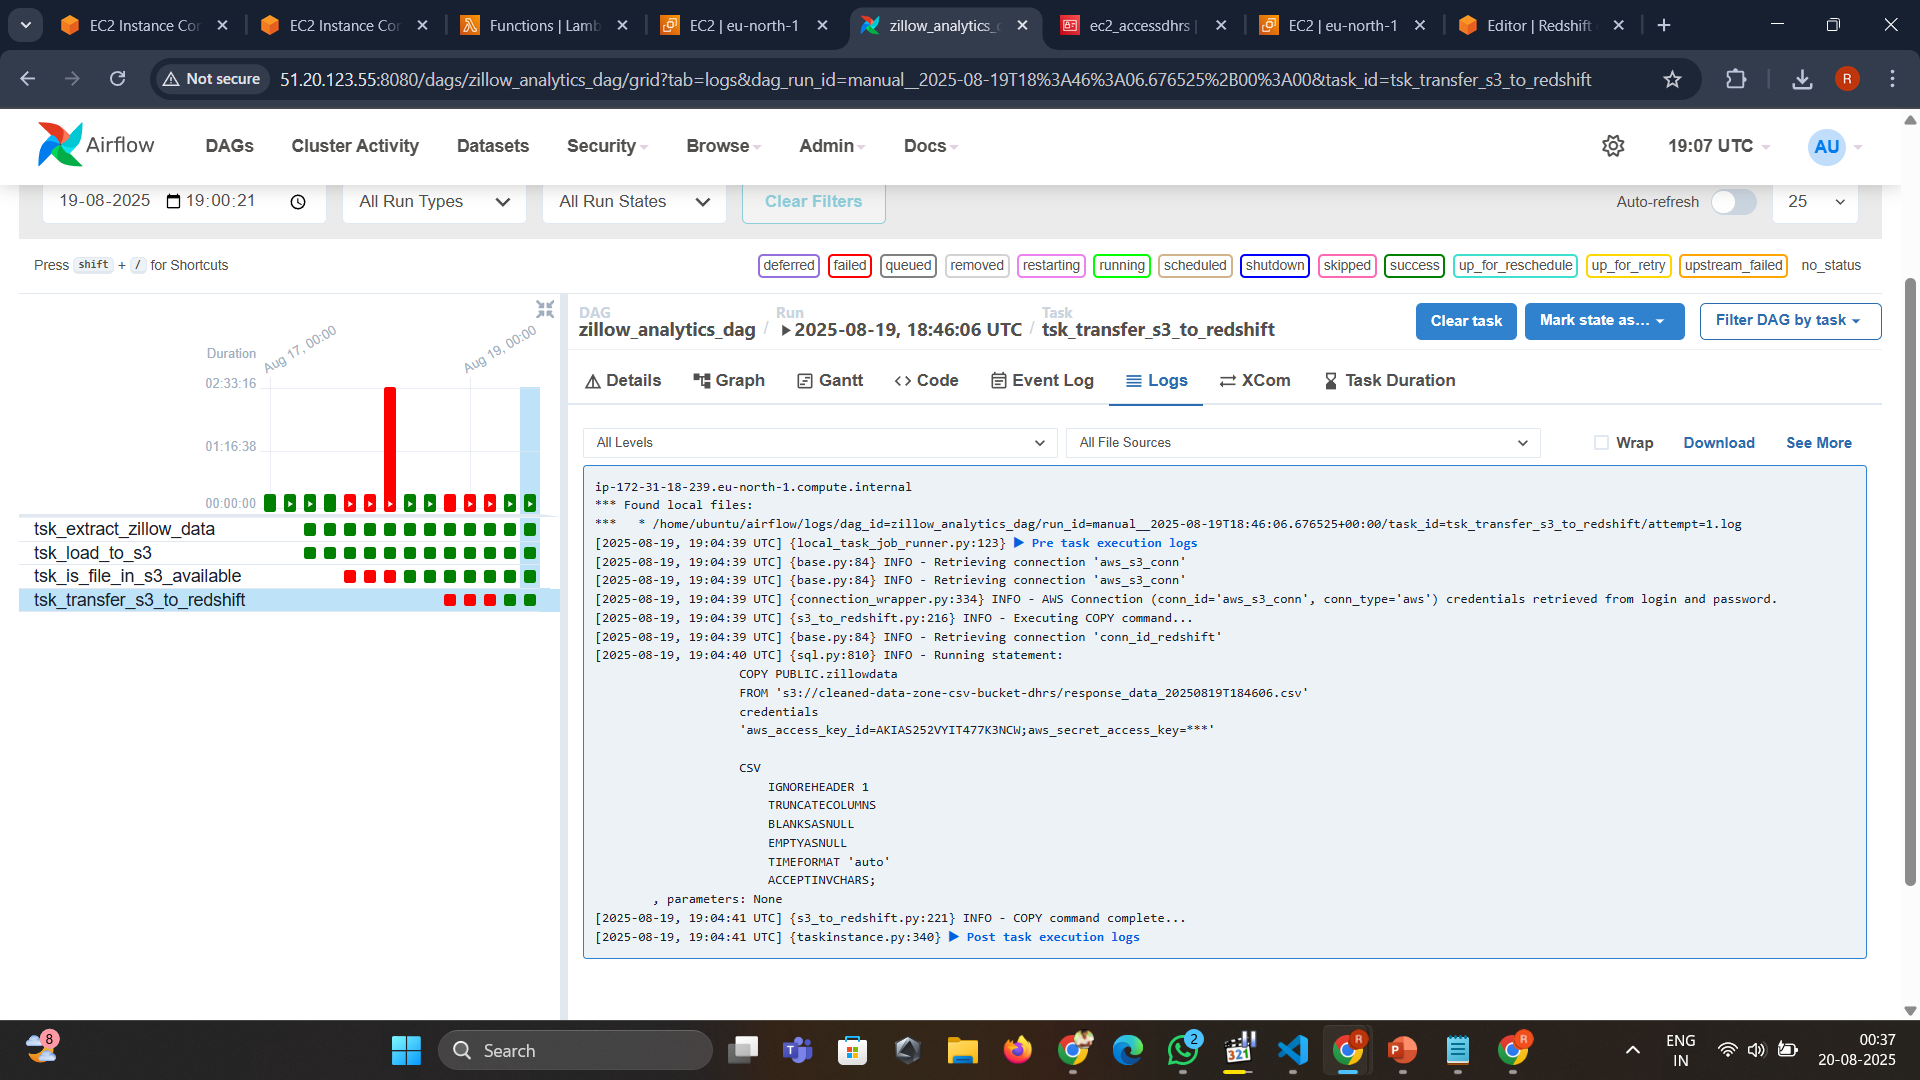 EC2 Instance Cor
EC2 Instance Cor
Functions | Lamb
EC2 | eu-north-1
zillow_analytics_d
ec2_accessdhrs |
EC2 | eu-north-1
Editor | Redshift
Not secure
51.20.123.55:8080/dags/zillow_analytics_dag/grid?tab=logs&dag_run_id=manual__2025-08-19T18%3A46%3A06.676525%2B00%3A00&task_id=tsk_transfer_s3_to_redshift
R
Airflow
DAGs
Cluster Activity
Datasets
Security
Browse
Admin
Docs
19:07 UTC
AU
19-08-2025 19:00:21
All Run Types
All Run States
Clear Filters
Auto-refresh
25
Press shift + / for Shortcuts
deferred
failed
queued
removed
restarting
running
scheduled
shutdown
skipped
success
up_for_reschedule
up_for_retry
upstream_failed
no_status
Duration
Aug 17, 00:00
Aug 19, 00:00
02:33:16
01:16:38
00:00:00
tsk_extract_zillow_data
tsk_load_to_s3
tsk_is_file_in_s3_available
tsk_transfer_s3_to_redshift
DAG
zillow_analytics_dag
/
Run
2025-08-19, 18:46:06 UTC
/
Task
tsk_transfer_s3_to_redshift
Clear task
Mark state as…
Filter DAG by task
Details
Graph
Gantt
Code
Event Log
Logs
XCom
Task Duration
All Levels
All File Sources
Wrap
Download
See More
ip-172-31-18-239.eu-north-1.compute.internal
*** Found local files:
***   * /home/ubuntu/airflow/logs/dag_id=zillow_analytics_dag/run_id=manual__2025-08-19T18:46:06.676525+00:00/task_id=tsk_transfer_s3_to_redshift/attempt=1.log
[2025-08-19, 19:04:39 UTC] {local_task_job_runner.py:123} ▶ Pre task execution logs
[2025-08-19, 19:04:39 UTC] {base.py:84} INFO - Retrieving connection 'aws_s3_conn'
[2025-08-19, 19:04:39 UTC] {base.py:84} INFO - Retrieving connection 'aws_s3_conn'
[2025-08-19, 19:04:39 UTC] {connection_wrapper.py:334} INFO - AWS Connection (conn_id='aws_s3_conn', conn_type='aws') credentials retrieved from login and password.
[2025-08-19, 19:04:39 UTC] {s3_to_redshift.py:216} INFO - Executing COPY command...
[2025-08-19, 19:04:39 UTC] {base.py:84} INFO - Retrieving connection 'conn_id_redshift'
[2025-08-19, 19:04:40 UTC] {sql.py:810} INFO - Running statement:
COPY PUBLIC.zillowdata
FROM 's3://cleaned-data-zone-csv-bucket-dhrs/response_data_20250819T184606.csv'
credentials
'aws_access_key_id=AKIAS252VYIT477K3NCW;aws_secret_access_key=***'
CSV
IGNOREHEADER 1
TRUNCATECOLUMNS
BLANKSASNULL
EMPTYASNULL
TIMEFORMAT 'auto'
ACCEPTINVCHARS;
, parameters: None
[2025-08-19, 19:04:41 UTC] {s3_to_redshift.py:221} INFO - COPY command complete...
[2025-08-19, 19:04:41 UTC] {taskinstance.py:340} ▶ Post task execution logs
8
Search
2
321
R
R
ENG
IN
00:37
20-08-2025